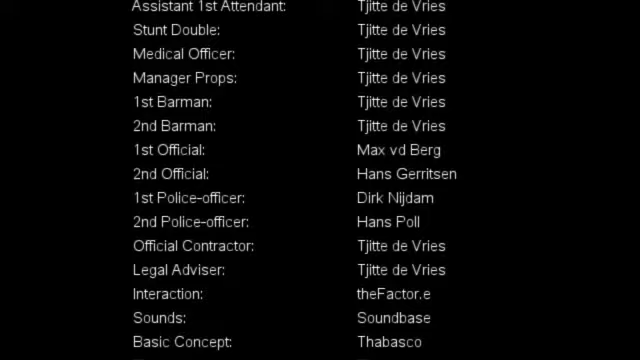 Assistant 1st Attendant: Tjitte de Vries
Stunt Double: Tjitte de Vries
Medical Officer: Tjitte de Vries
Manager Props: Tjitte de Vries
1st Barman: Tjitte de Vries
2nd Barman: Tjitte de Vries
1st Official: Max vd Berg
2nd Official: Hans Gerritsen
1st Police-officer: Dirk Nijdam
2nd Police-officer: Hans Poll
Official Contractor: Tjitte de Vries
Legal Adviser: Tjitte de Vries
Interaction: theFactor.e
Sounds: Soundbase
Basic Concept: Thabasco